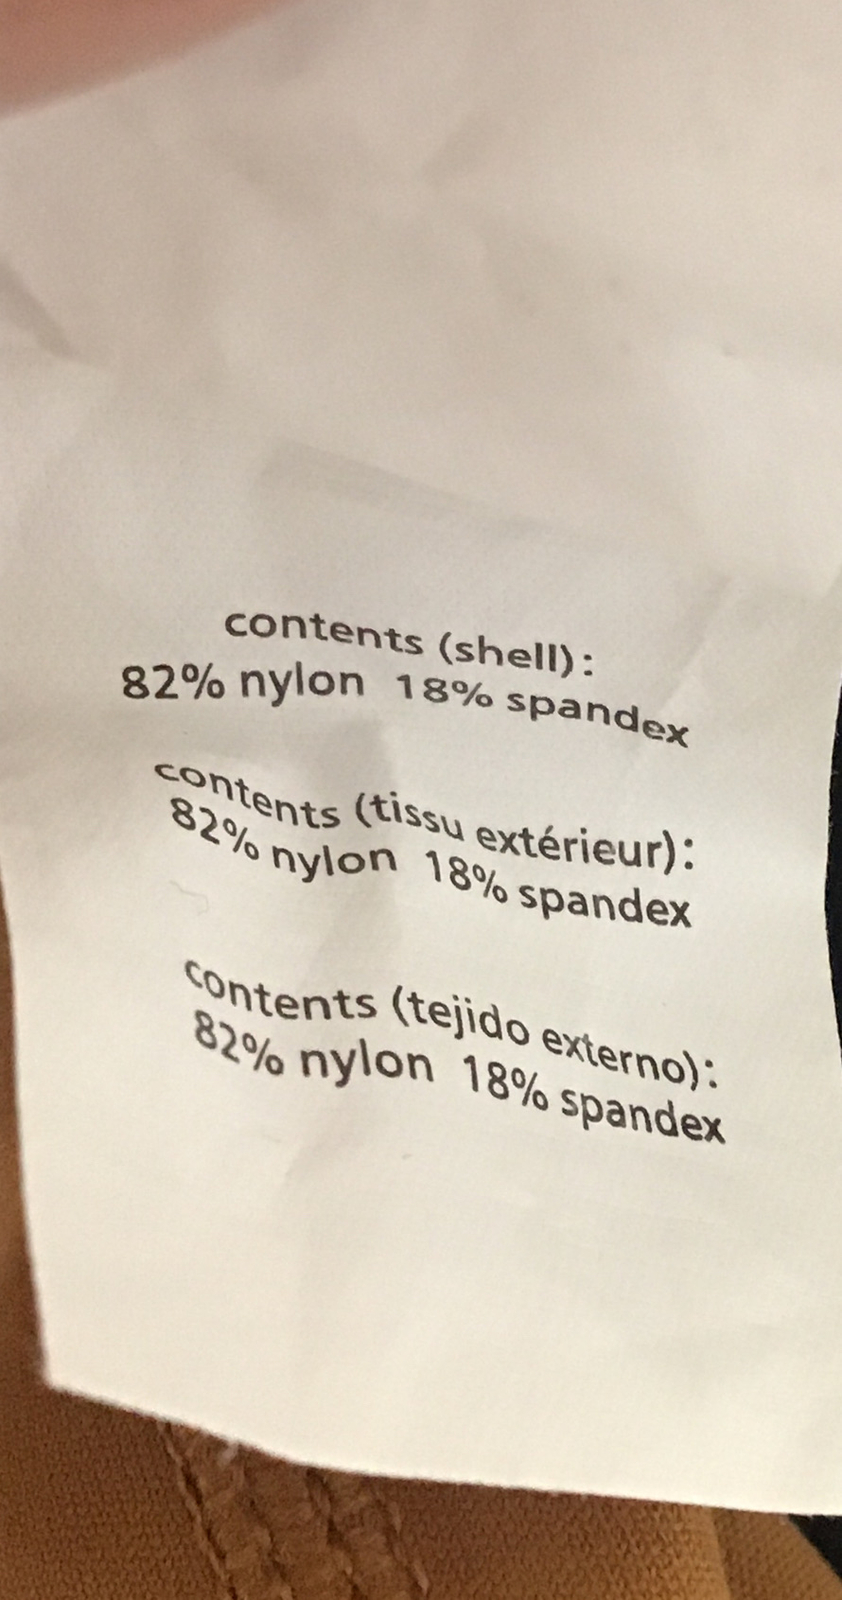 contents (shell):
82% nylon 18% spandex
contents (tissu extérieur):
82% nylon 18% spandex
contents (tejido externo):
82% nylon 18% spandex